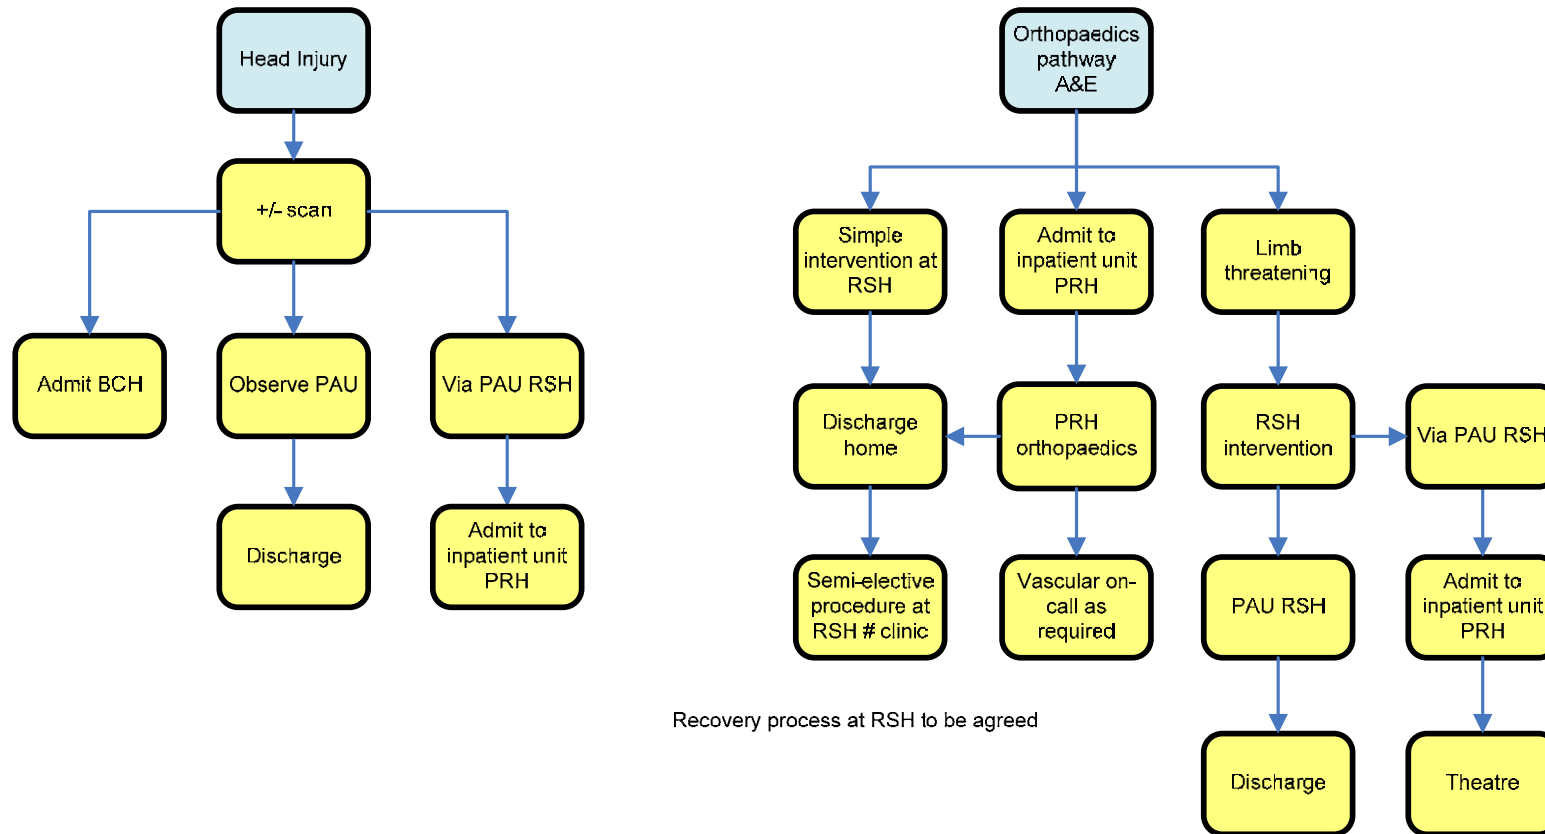 Head Injury
+/- scan
Admit BCH
Observe PAU
Via PAU RSH
Discharge
Admit to
inpatient unit
PRH
Orthopaedics
pathway
A&E
Simple
intervention at
RSH
Admit to
inpatient unit
PRH
Limb
threatening
Discharge
home
PRH
orthopaedics
RSH
intervention
Via PAU RSH
Semi-elective
procedure at
RSH # clinic
Vascular on-
call as
required
PAU RSH
Admit to
inpatient unit
PRH
Recovery process at RSH to be agreed
Discharge
Theatre